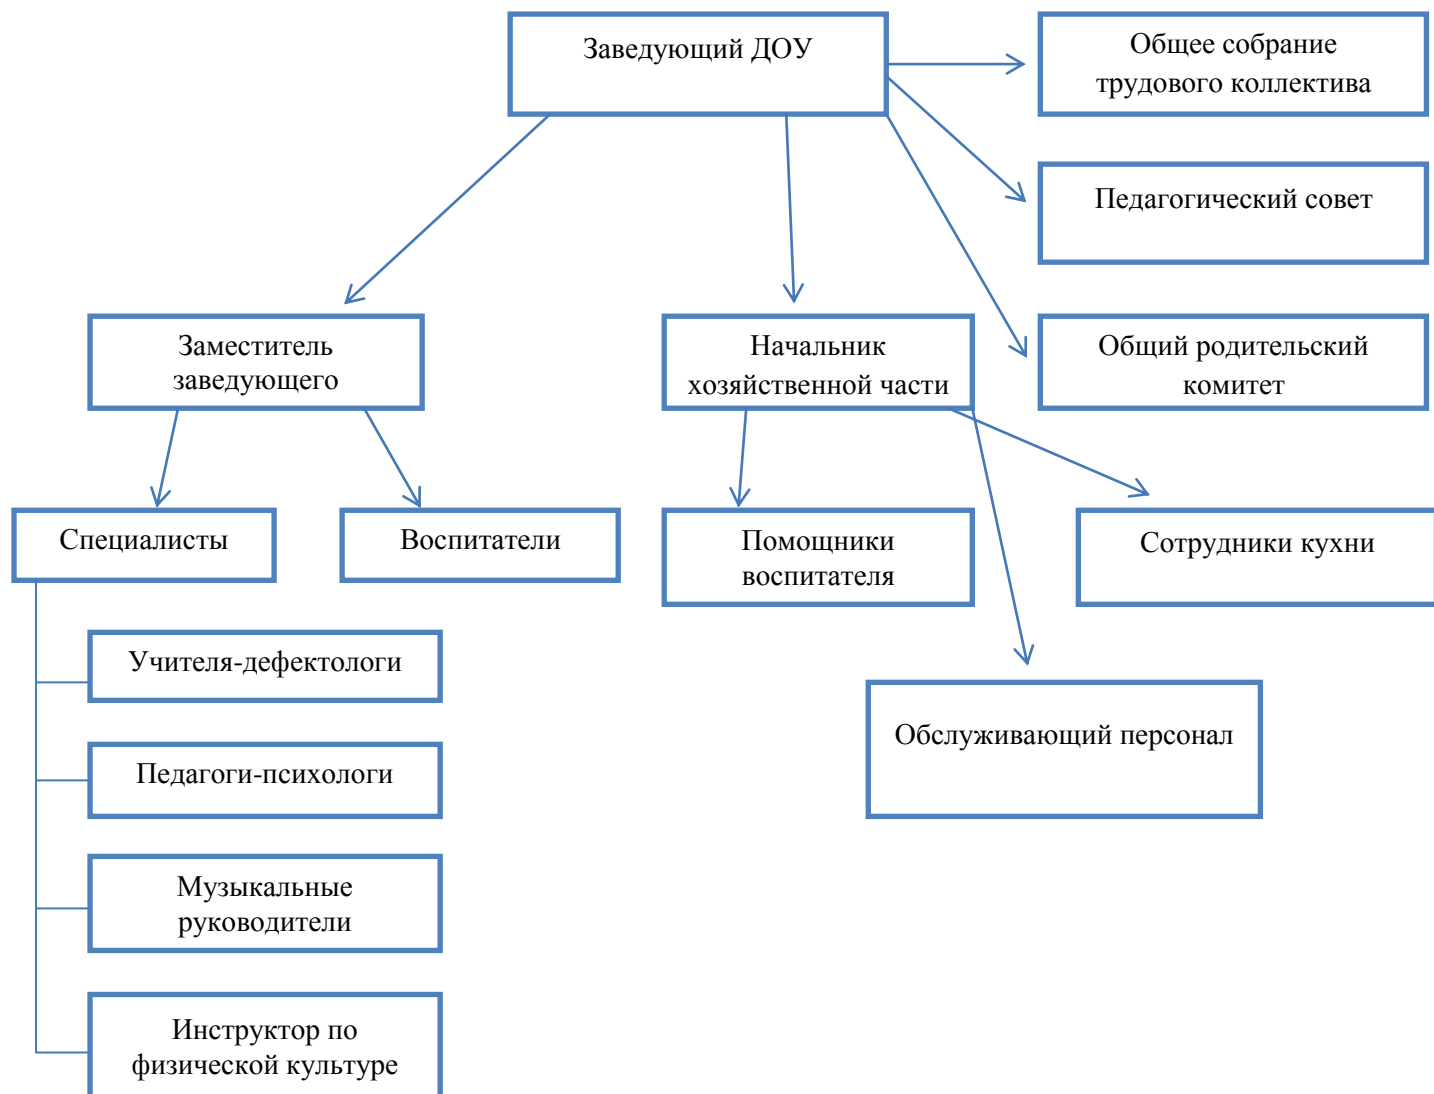 Заведующий ДОУ
Общее собрание
трудового коллектива
Педагогический совет
Заместитель
заведующего
Начальник
хозяйственной части
Общий родительский
комитет
Специалисты
Воспитатели
Помощники
воспитателя
Сотрудники кухни
Учителя-дефектологи
Обслуживающий персонал
Педагоги-психологи
Музыкальные
руководители
Инструктор по
физической культуре